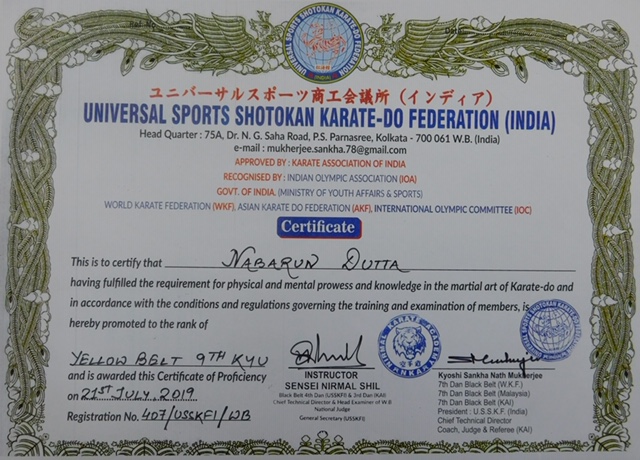 UNIVERSAL SPORTS SHOTOKAN KARATE-DO FEDERATION
INDIA
ユニバーサルスポーツ商工会議所（インディア）
UNIVERSAL SPORTS SHOTOKAN KARATE-DO FEDERATION (INDIA)
Head Quarter : 75A, Dr. N. G. Saha Road, P.S. Parnasree, Kolkata - 700 061 W.B. (India)
e-mail : mukherjee.sankha.78@gmail.com
APPROVED BY : KARATE ASSOCIATION OF INDIA
RECOGNISED BY : INDIAN OLYMPIC ASSOCIATION (IOA)
GOVT. OF INDIA. (MINISTRY OF YOUTH AFFAIRS & SPORTS)
WORLD KARATE FEDERATION (WKF), ASIAN KARATE DO FEDERATION (AKF), INTERNATIONAL OLYMPIC COMMITTEE (IOC)
Certificate
This is to certify that NABARUN DUTTA
having fulfilled the requirement for physical and mental prowess and knowledge in the martial art of Karate-do and
in accordance with the conditions and regulations governing the training and examination of members, is
hereby promoted to the rank of
YELLOW BELT 9TH KYU
and is awarded this Certificate of Proficiency
on 21ST JULY, 2019
Registration No. 407/USSKFI/WB
INSTRUCTOR
SENSEI NIRMAL SHIL
Black Belt 4th Dan (USSKFI) & 3rd Dan (KAI)
Chief Technical Director & Head Examiner of W.B
National Judge
General Secretary (USSKFI)
Kyoshi Sankha Nath Mukherjee
7th Dan Black Belt (W.K.F.)
7th Dan Black Belt (Malaysia)
7th Dan Black Belt (KAI)
President : U.S.S.K.F. (India)
Chief Technical Director
Coach, Judge & Referee (KAI)